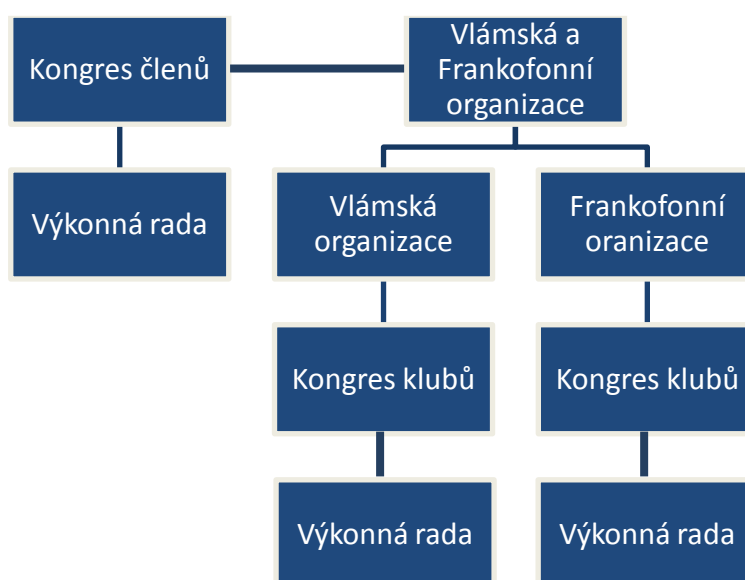 Kongres členů
Vlámská a
Frankofonní
organizace
Výkonná rada
Vlámská
organizace
Frankofonní
oranizace
Kongres klubů
Kongres klubů
Výkonná rada
Výkonná rada